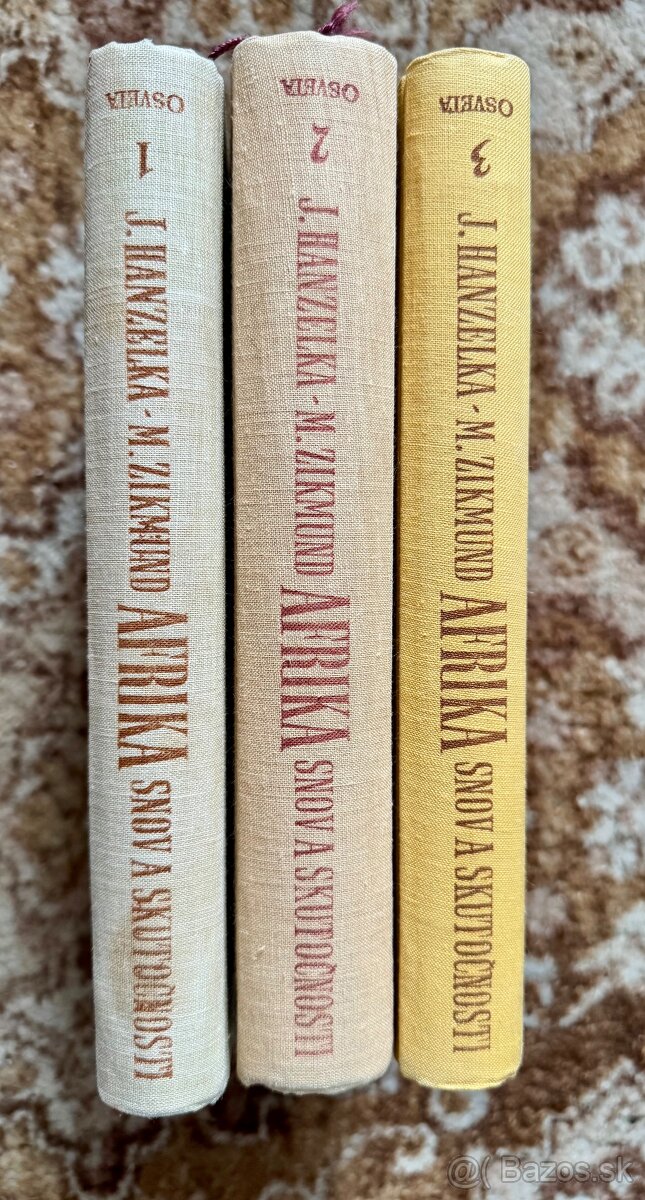 OSVETA
1
J. HANZELKA - M. ZIKMUND AFRIKA SNOV A SKUTOČNOSTI
OSVETA
2
J. HANZELKA - M. ZIKMUND AFRIKA SNOV A SKUTOČNOSTI
OSVETA
3
J. HANZELKA - M. ZIKMUND AFRIKA SNOV A SKUTOČNOSTI
@( Bazos.sk